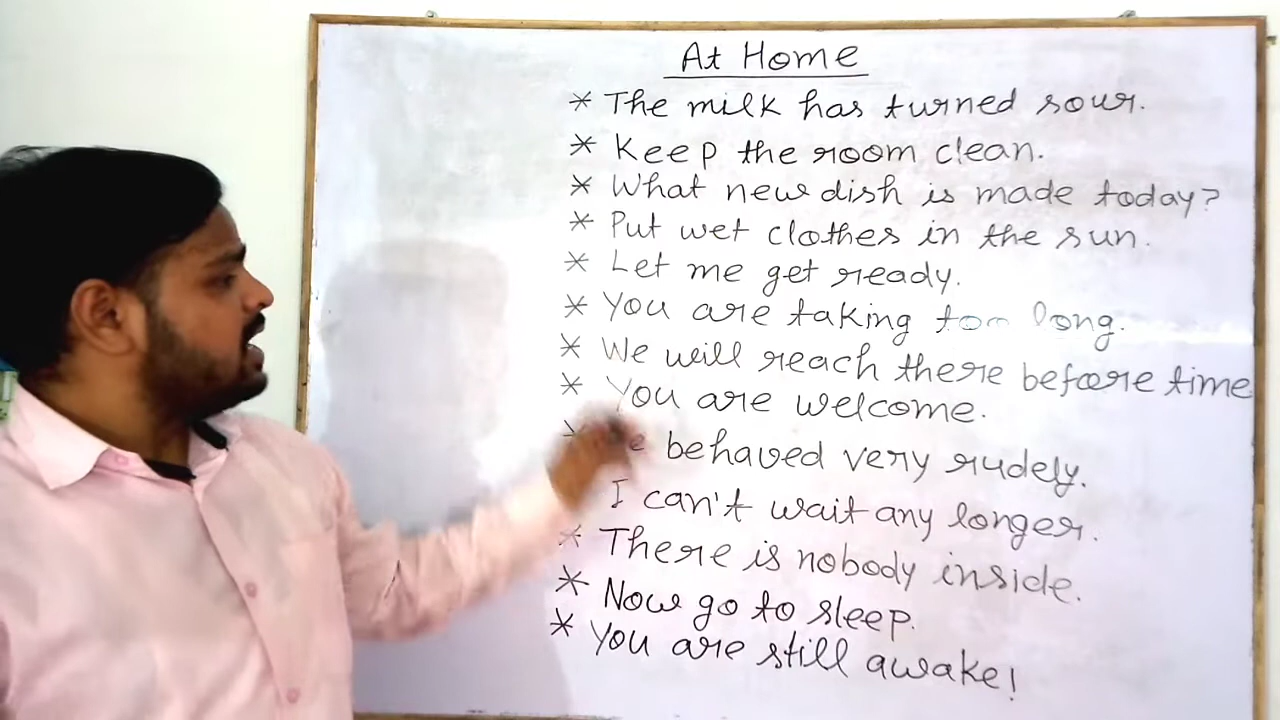 At Home
* The milk has turned sour.
* Keep the room clean.
* What new dish is made today?
* Put wet clothes in the sun.
* Let me get ready.
* You are taking too long.
* We will reach there before time
* You are welcome.
* behaved very rudely.
I can't wait any longer.
* There is nobody inside.
* Now go to sleep.
* You are still awake!